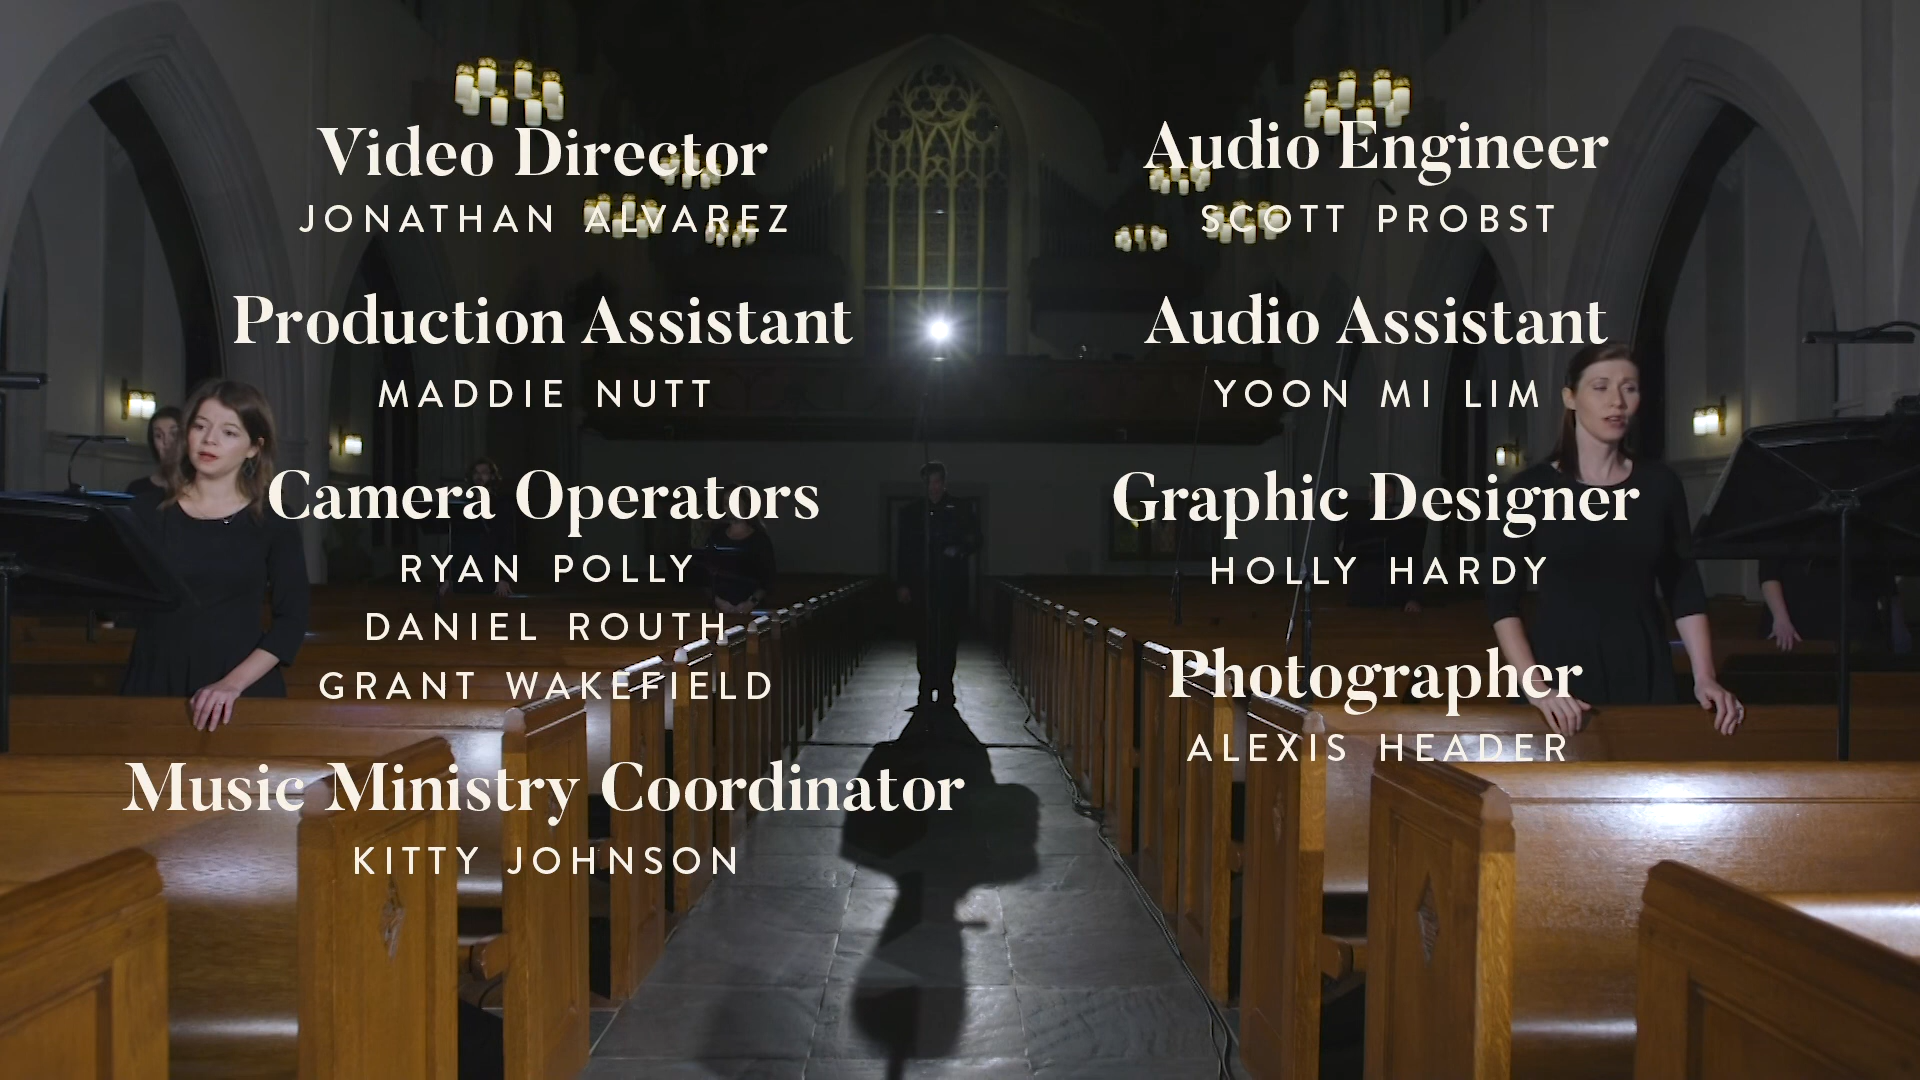 Video Director
JONATHAN ALVAREZ
Production Assistant
MADDIE NUTT
Camera Operators
RYAN POLLY
DANIEL ROUTH
GRANT WAKEFIELD
Music Ministry Coordinator
KITTY JOHNSON
Audio Engineer
SCOTT PROBST
Audio Assistant
YOON MI LIM
Graphic Designer
HOLLY HARDY
Photographer
ALEXIS HEADER